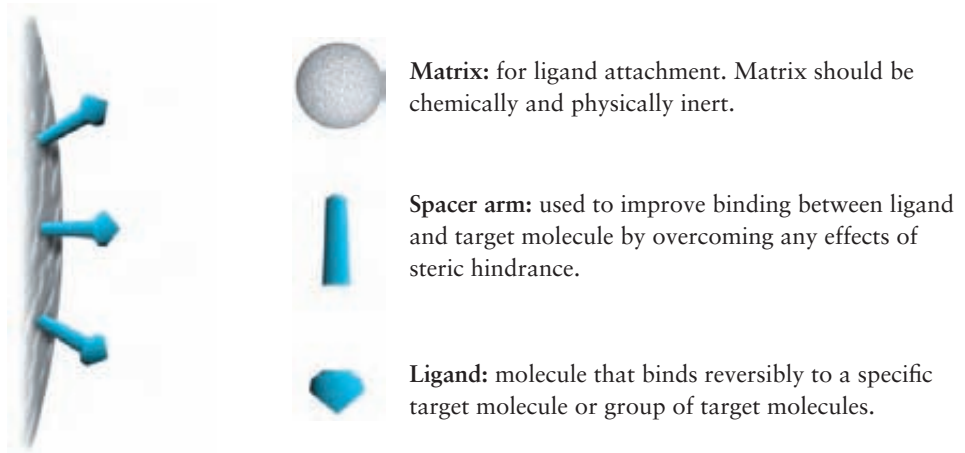 Matrix: for ligand attachment. Matrix should be
chemically and physically inert.
Spacer arm: used to improve binding between ligand
and target molecule by overcoming any effects of
steric hindrance.
Ligand: molecule that binds reversibly to a specific
target molecule or group of target molecules.